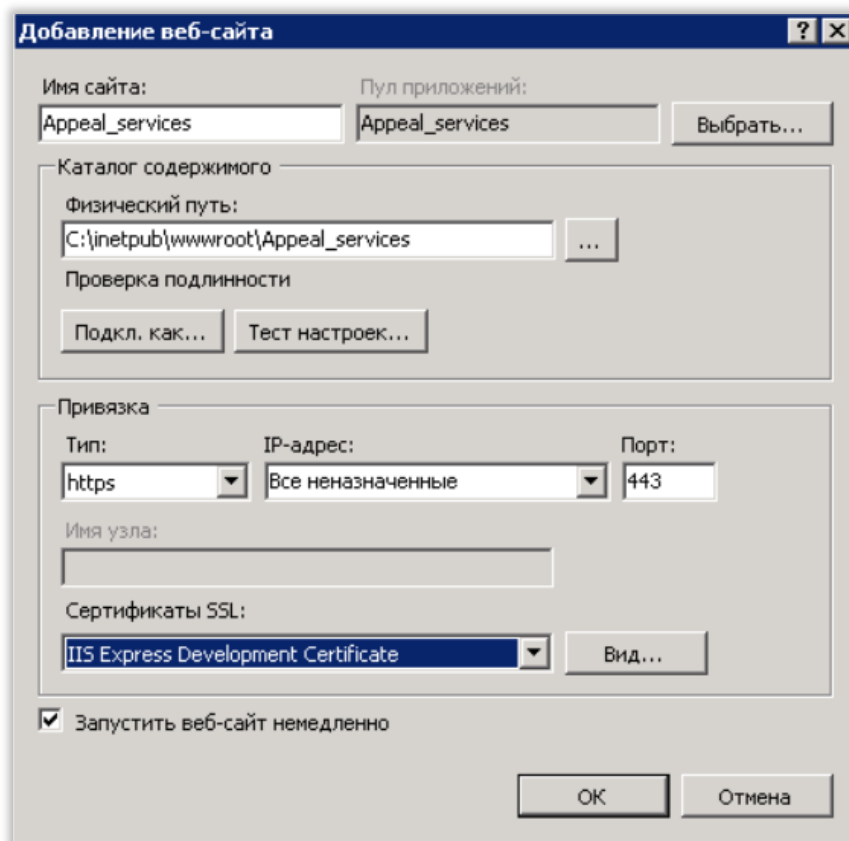 Добавление веб-сайта
Имя сайта: Пул приложений:
Appeal_services Appeal_services Выбрать...
Каталог содержимого
Физический путь:
C:\inetpub\wwwroot\Appeal_services ...
Проверка подлинности
Подкл. как... Тест настроек...
Привязка
Тип: IP-адрес: Порт:
https Все неназначенные 443
Имя узла:
Сертификаты SSL:
IIS Express Development Certificate Вид...
Запустить веб-сайт немедленно
ОК Отмена